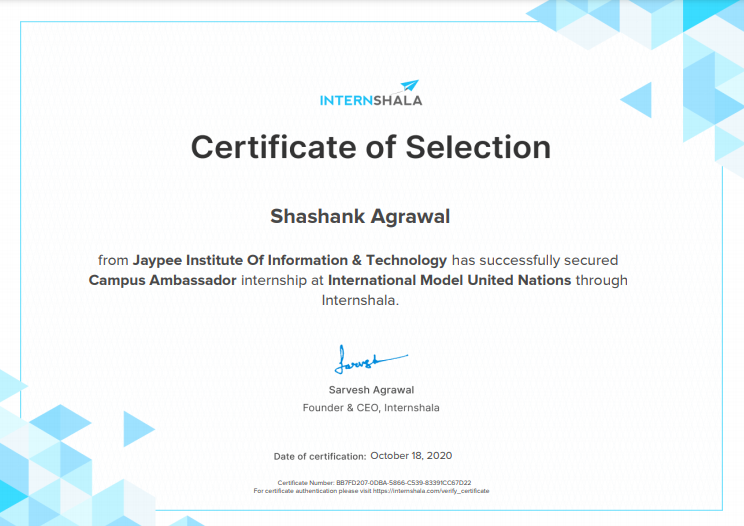 INTERNSHALA
Certificate of Selection
Shashank Agrawal
from Jaypee Institute Of Information & Technology has successfully secured
Campus Ambassador internship at International Model United Nations through
Internshala.
Sarvesh
Sarvesh Agrawal
Founder & CEO, Internshala
Date of certification: October 18, 2020
Certificate Number: BB7FD207-0DBA-5866-C539-83391CC67D22
For certificate authentication please visit https://internshala.com/verify_certificate